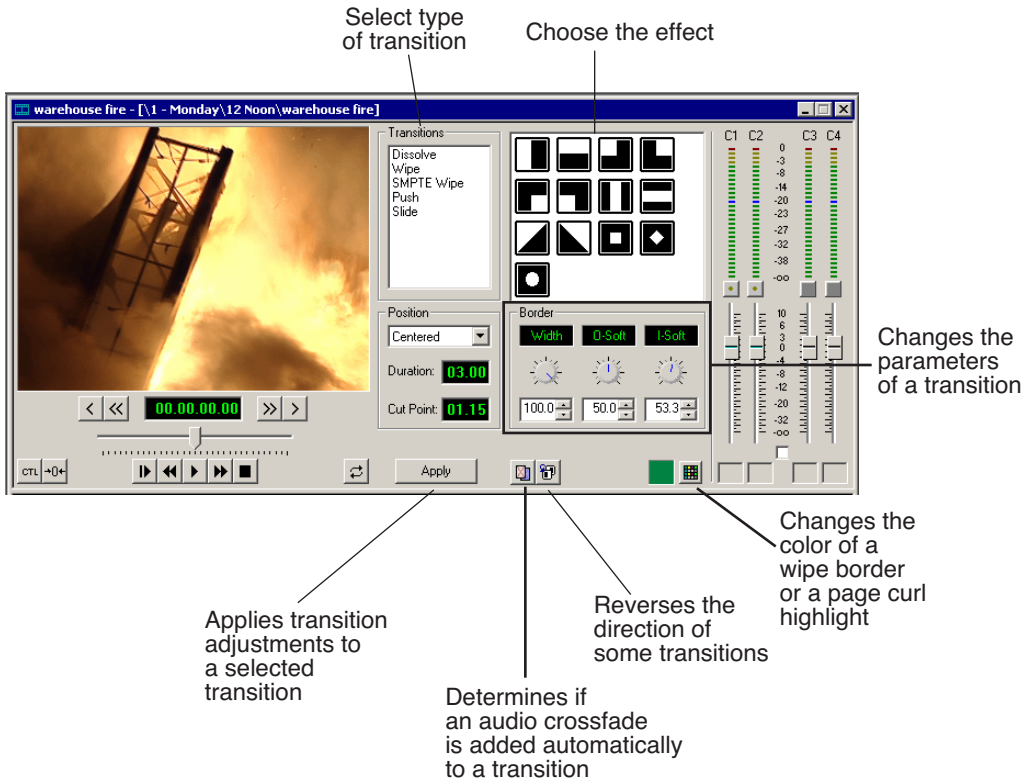 Select type
of transition
Choose the effect
warehouse fire - [\1 - Monday\12 Noon\warehouse fire]
Transitions
Dissolve
Wipe
SMPTE Wipe
Push
Slide
C1 C2 C3 C4
0
-3
-8
-14
-20
-23
-27
-32
-38
-oo
Position
Centered
Duration: 03.00
Cut Point: 01.15
Border
Width O-Soft I-Soft
100.0 50.0 53.3
10
6
3
0
-4
-8
-12
-20
-32
-oo
Changes the
parameters
of a transition
< << 00.00.00.00 >> >
CTL →0←
Apply
Changes the
color of a
wipe border
or a page curl
highlight
Applies transition
adjustments to
a selected
transition
Reverses the
direction of
some transitions
Determines if
an audio crossfade
is added automatically
to a transition